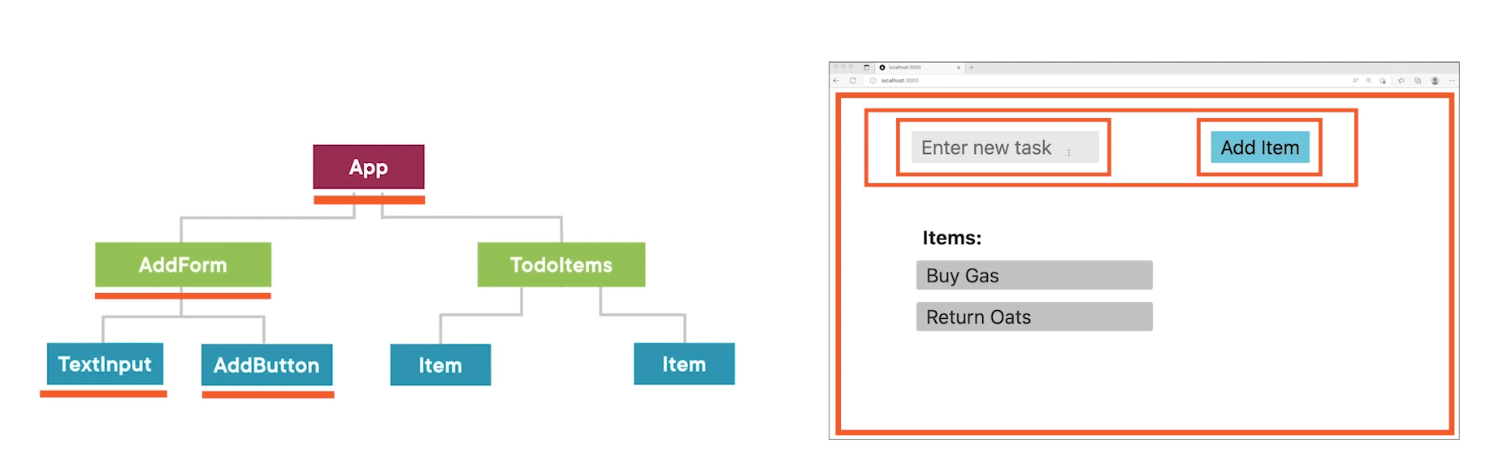 App
AddForm
TodoItems
TextInput
AddButton
Item
Item
localhost:3000
localhost:3000
Enter new task
Add Item
Items:
Buy Gas
Return Oats